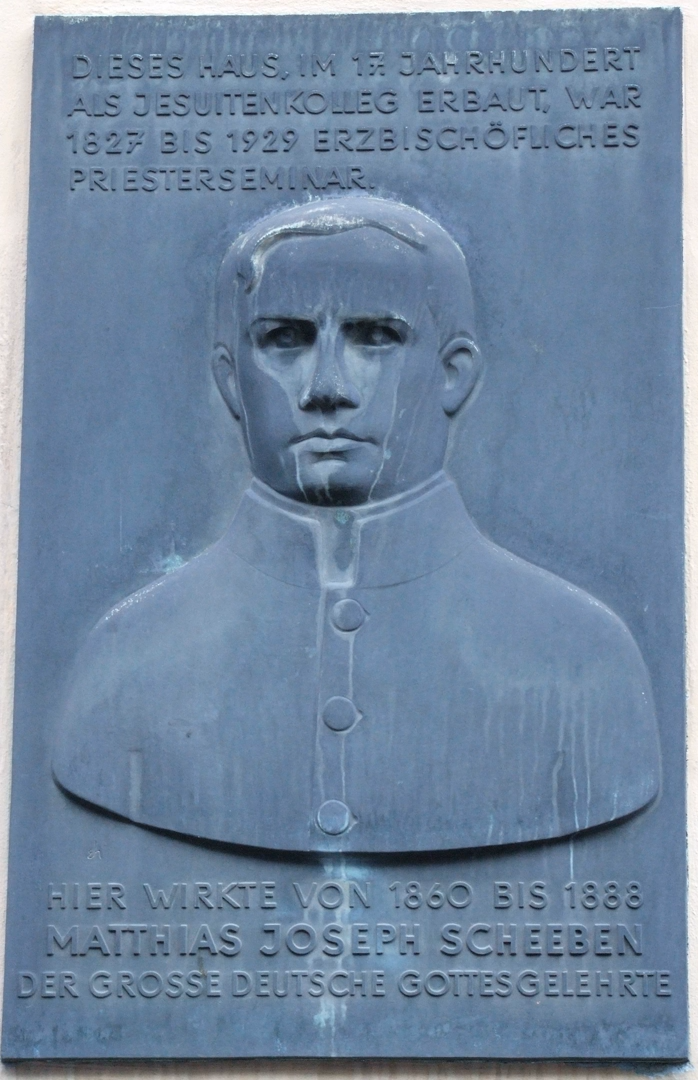 DIESES HAUS, IM 17. JAHRHUNDERT
ALS JESUITENKOLLEG ERBAUT, WAR
1827 BIS 1929 ERZBISCHÖFLICHES
PRIESTERSEMINAR.
HIER WIRKTE VON 1860 BIS 1888
MATTHIAS JOSEPH SCHEEBEN
DER GROSSE DEUTSCHE GOTTESGELEHRTE